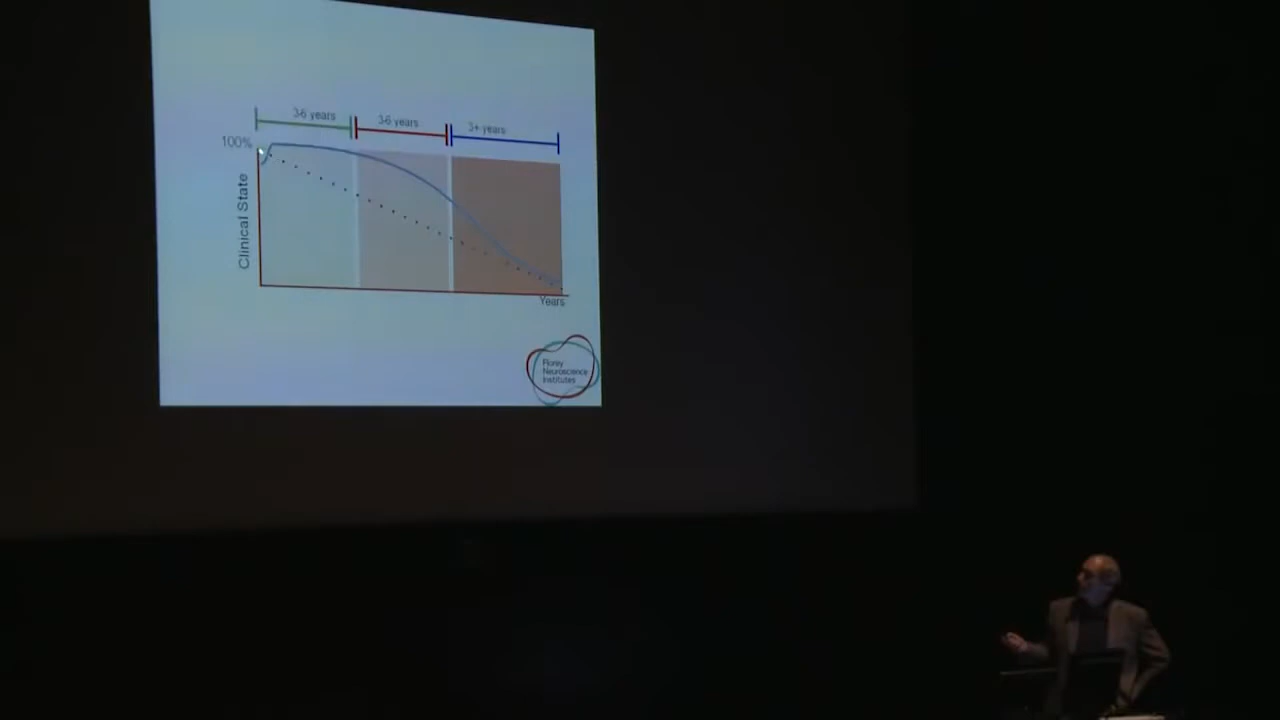 3-6 years
3-6 years
3+ years
100%
Clinical State
Years
Florey
Neuroscience
Institutes